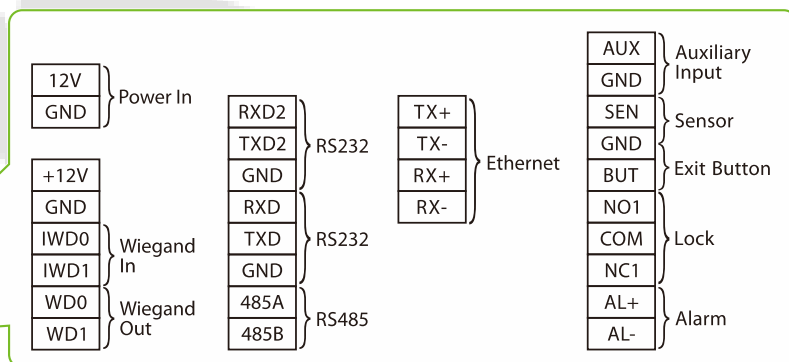 12V
GND
Power In
+12V
GND
IWD0
IWD1
Wiegand
In
WD0
WD1
Wiegand
Out
RXD2
TXD2
GND
RS232
RXD
TXD
GND
RS232
485A
485B
RS485
TX+
TX-
RX+
RX-
Ethernet
AUX
GND
Auxiliary
Input
SEN
Sensor
GND
BUT
Exit Button
NO1
COM
NC1
Lock
AL+
AL-
Alarm